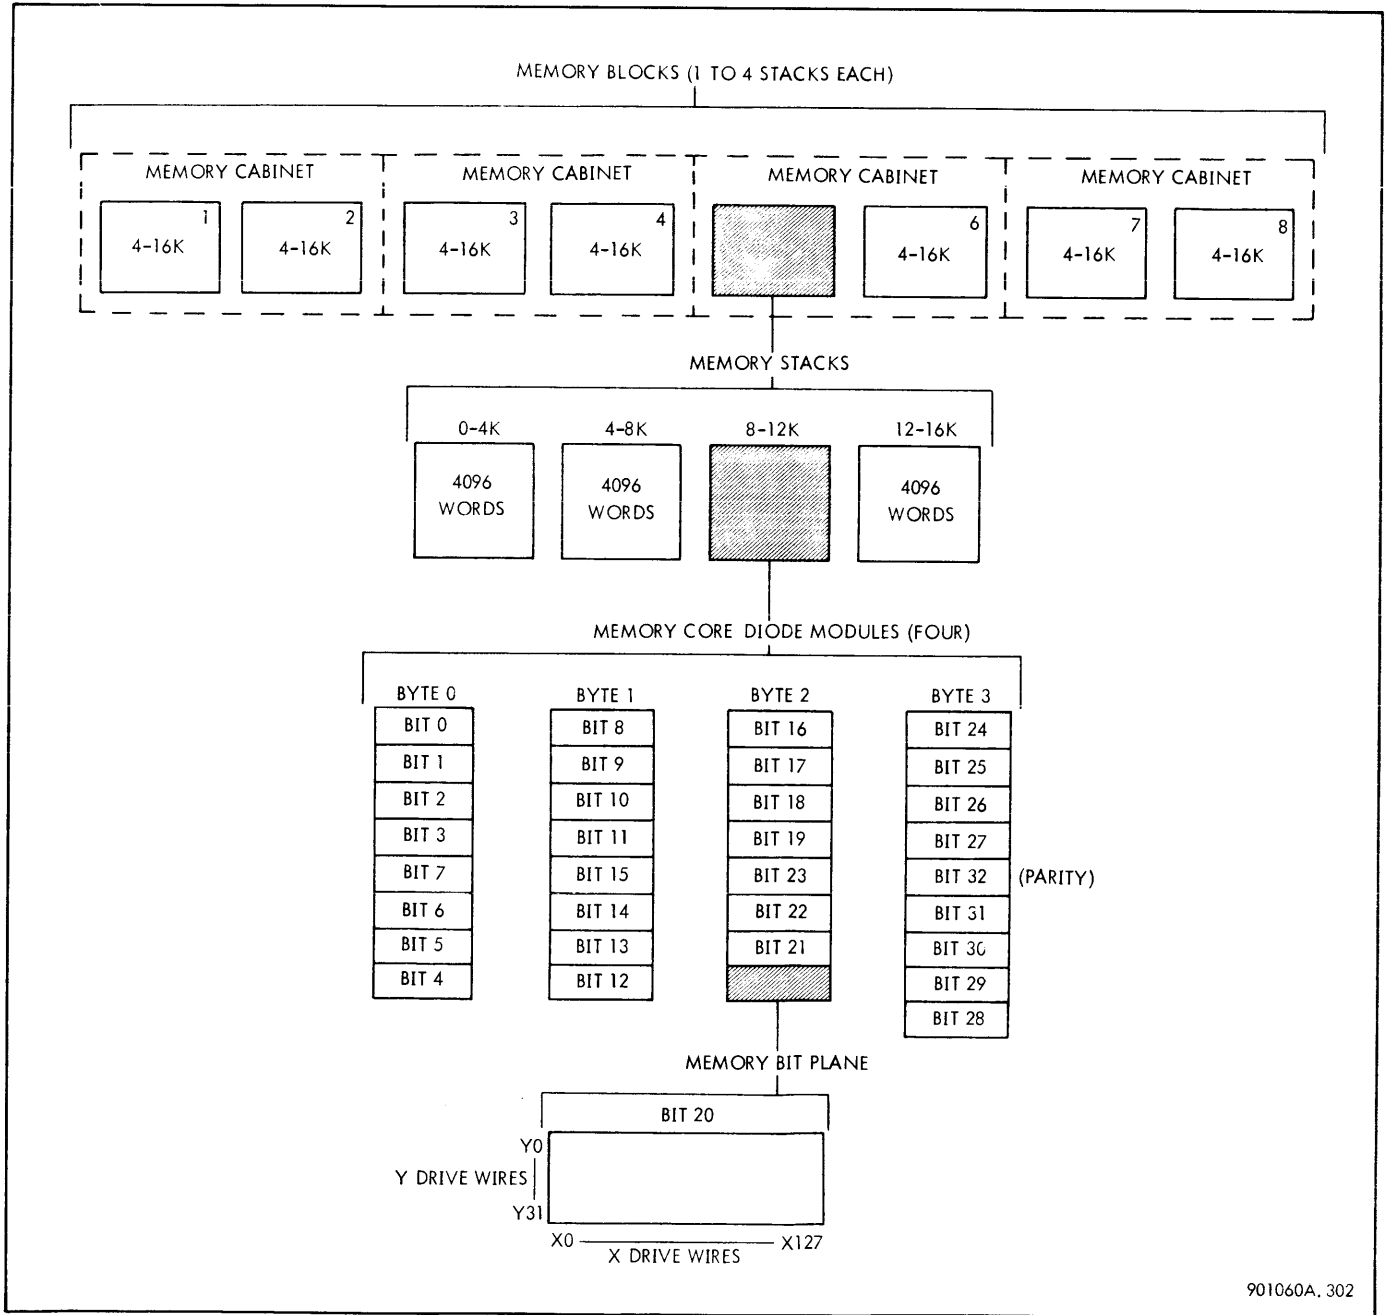 MEMORY BLOCKS (1 TO 4 STACKS EACH)
MEMORY CABINET MEMORY CABINET MEMORY CABINET MEMORY CABINET
1 2 3 4 6 7 8
4-16K 4-16K 4-16K 4-16K 4-16K 4-16K 4-16K
MEMORY STACKS
0-4K 4-8K 8-12K 12-16K
4096 4096 4096
WORDS WORDS WORDS
MEMORY CORE DIODE MODULES (FOUR)
BYTE 0 BYTE 1 BYTE 2 BYTE 3
BIT 0 BIT 8 BIT 16 BIT 24
BIT 1 BIT 9 BIT 17 BIT 25
BIT 2 BIT 10 BIT 18 BIT 26
BIT 3 BIT 11 BIT 19 BIT 27
BIT 7 BIT 15 BIT 23 BIT 32 (PARITY)
BIT 6 BIT 14 BIT 22 BIT 31
BIT 5 BIT 13 BIT 21 BIT 30
BIT 4 BIT 12 BIT 29
BIT 28
MEMORY BIT PLANE
BIT 20
Y0
Y DRIVE WIRES
Y31
X0 X127
X DRIVE WIRES
901060A. 302